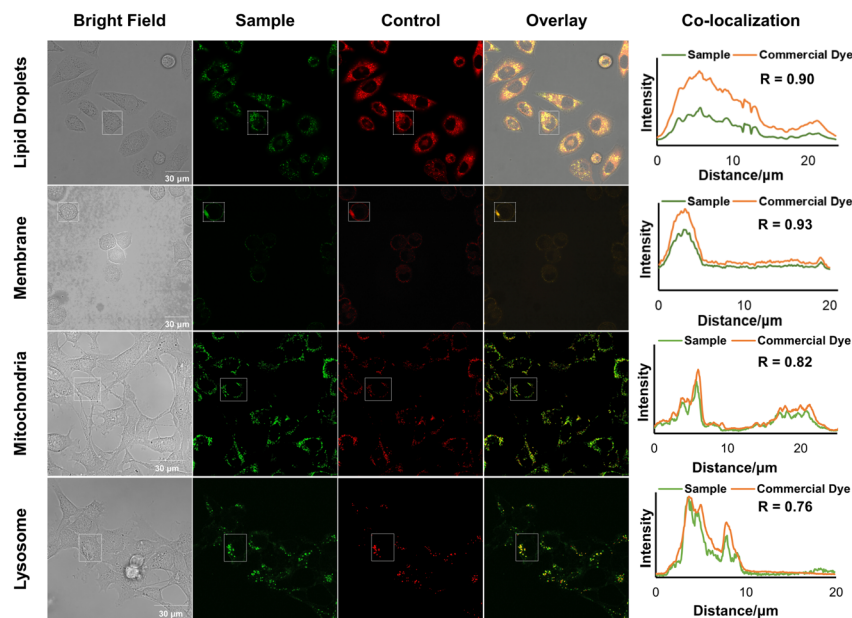 Bright Field Sample Control Overlay Co-localization
Lipid Droplets
30 µm
Sample Commercial Dye
R = 0.90
Intensity
0 10 20
Distance/µm
Membrane
30 µm
Sample Commercial Dye
R = 0.93
Intensity
0 10 20
Distance/µm
Mitochondria
30 µm
Sample Commercial Dye
R = 0.82
Intensity
0 10 20
Distance/µm
Lysosome
30 µm
Sample Commercial Dye
R = 0.76
Intensity
0 10 20
Distance/µm